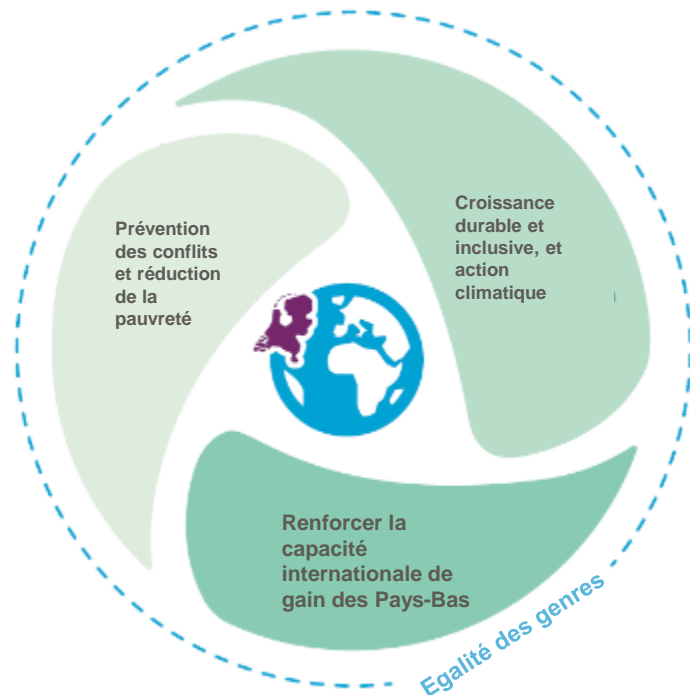 Prévention
des conflits
et réduction
de la
pauvreté
Croissance
durable et
inclusive, et
action
climatique
Renforcer la
capacité
internationale de
gain des Pays-Bas
Egalité des genres